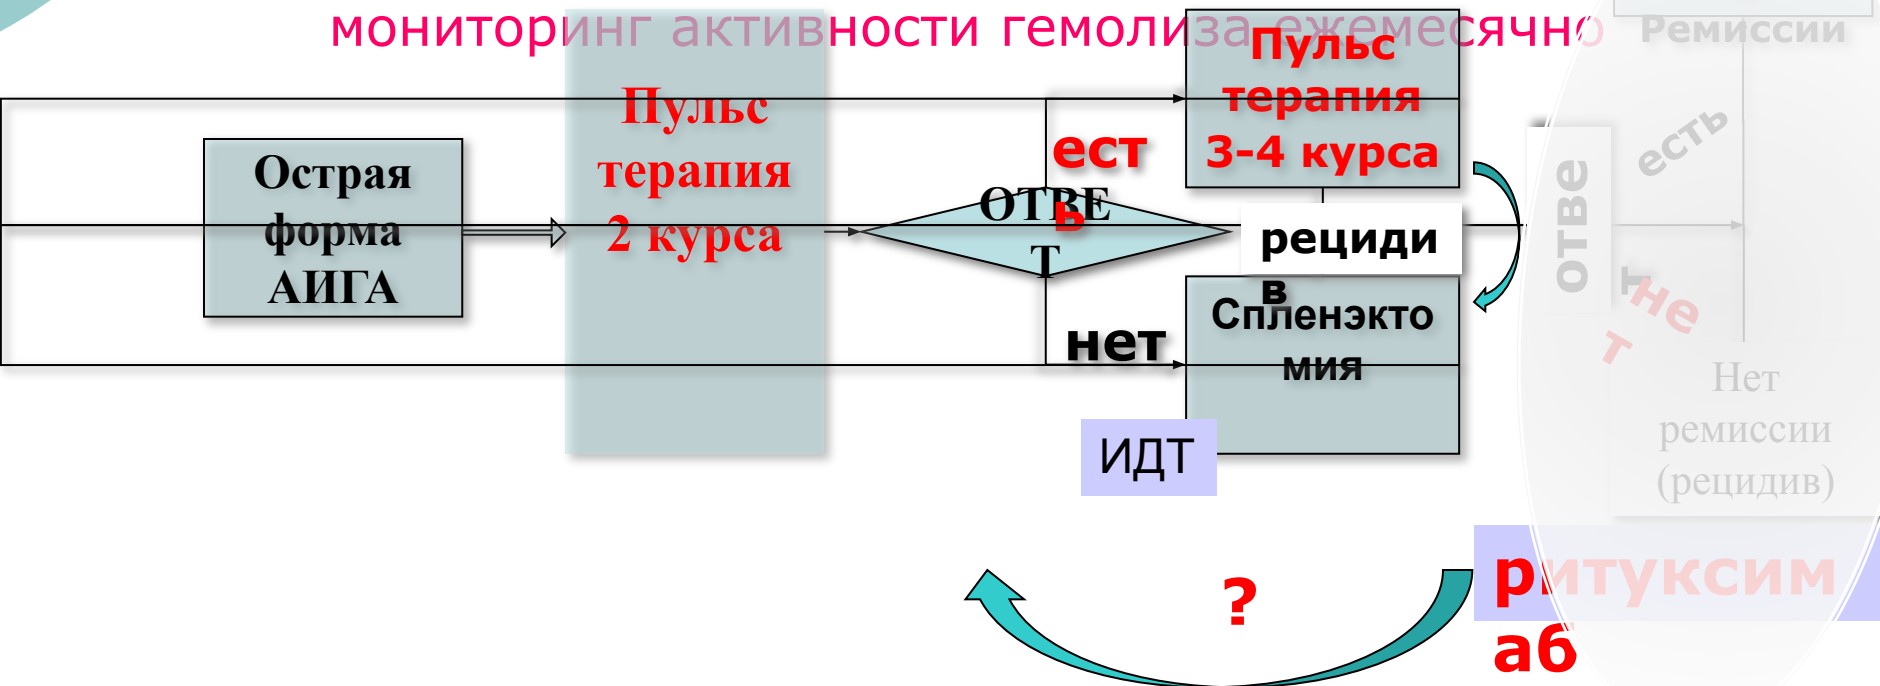 мониторинг активности гемолиза ежемесячно
Ремиссии
Острая
форма
АИГА
Пульс
терапия
2 курса
ОТВЕ
Т
ест
ь
нет
Пульс
терапия
3-4 курса
рециди
в
Спленэкто
мия
ИДТ
отве
т
есть
не
т
Нет
ремиссии
(рецидив)
?
ритуксим
аб